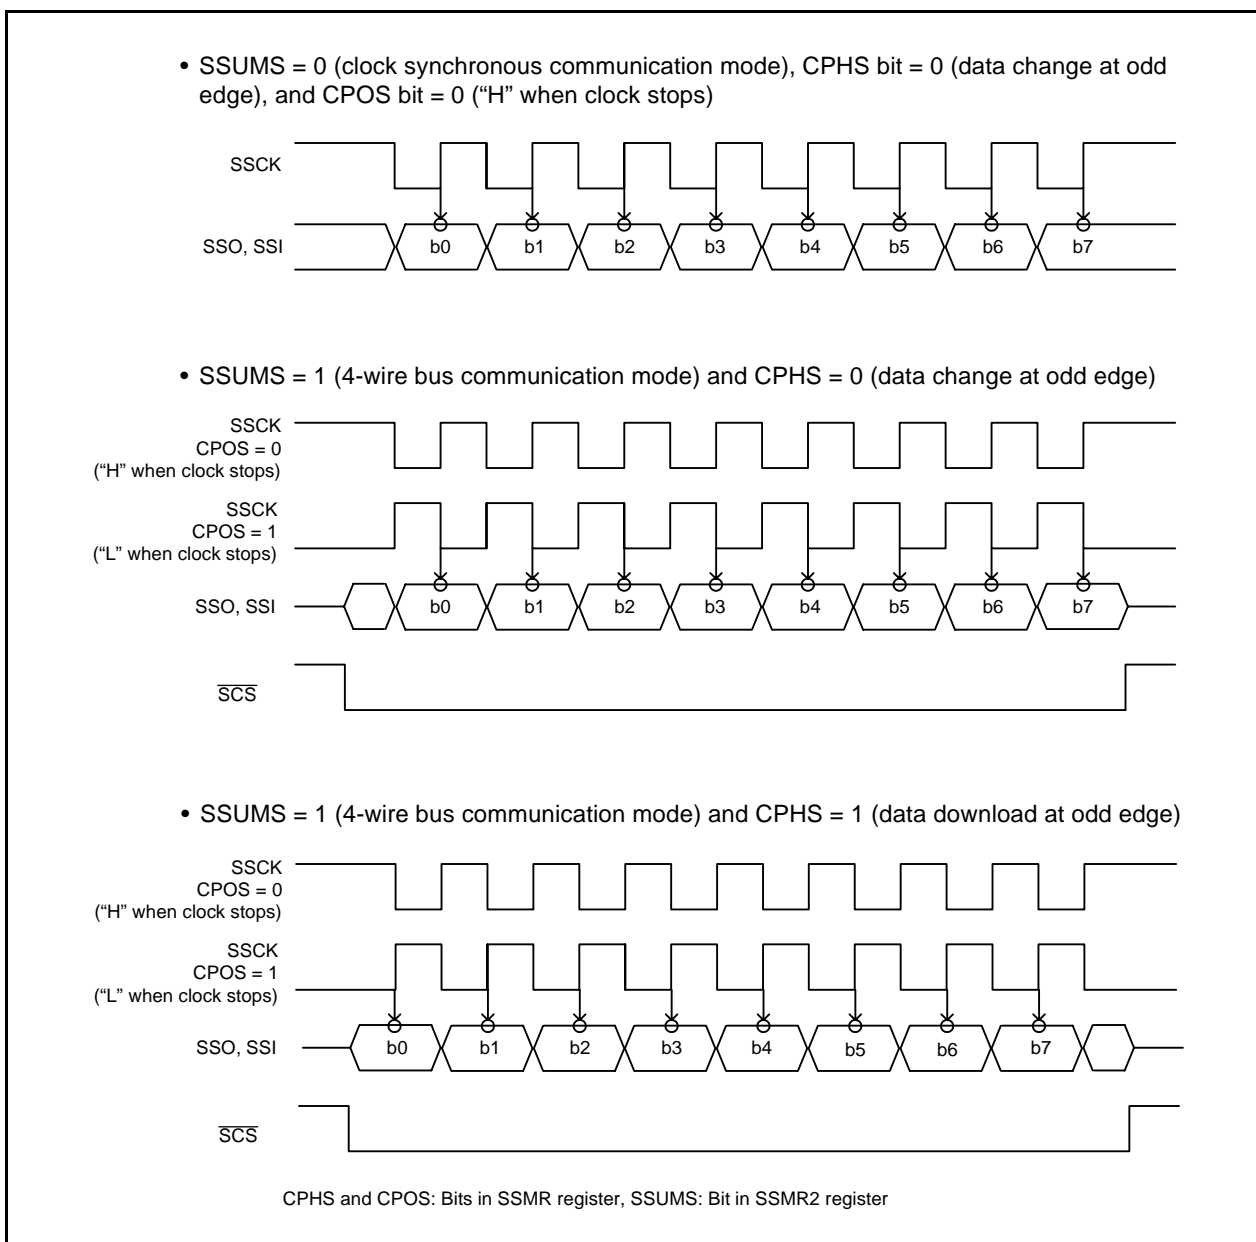 • SSUMS = 0 (clock synchronous communication mode), CPHS bit = 0 (data change at odd
edge), and CPOS bit = 0 (“H” when clock stops)
SSCK
SSO, SSI
b0 b1 b2 b3 b4 b5 b6 b7
• SSUMS = 1 (4-wire bus communication mode) and CPHS = 0 (data change at odd edge)
SSCK
CPOS = 0
(“H” when clock stops)
SSCK
CPOS = 1
(“L” when clock stops)
SSO, SSI
b0 b1 b2 b3 b4 b5 b6 b7
SCS
• SSUMS = 1 (4-wire bus communication mode) and CPHS = 1 (data download at odd edge)
SSCK
CPOS = 0
(“H” when clock stops)
SSCK
CPOS = 1
(“L” when clock stops)
SSO, SSI
b0 b1 b2 b3 b4 b5 b6 b7
SCS
CPHS and CPOS: Bits in SSMR register, SSUMS: Bit in SSMR2 register